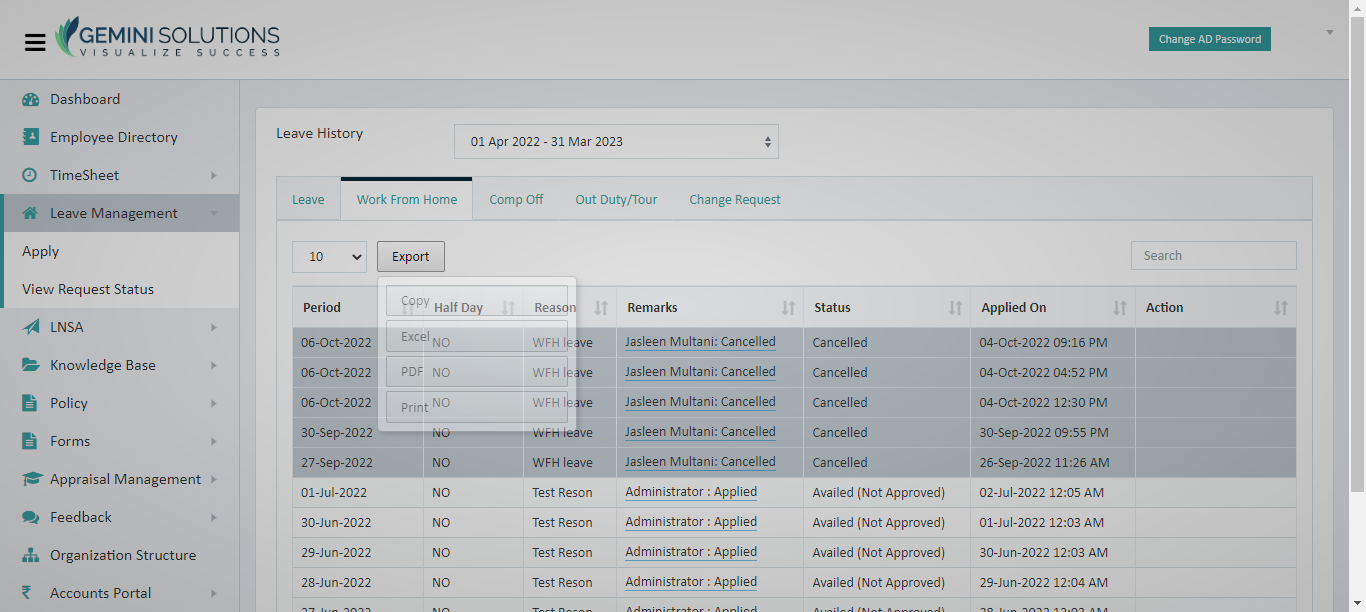 GEMINI SOLUTIONS
VISUALIZE SUCCESS
Change AD Password
Dashboard
Employee Directory
TimeSheet
Leave Management
Apply
View Request Status
LNSA
Knowledge Base
Policy
Forms
Appraisal Management
Feedback
Organization Structure
Accounts Portal
Leave History
01 Apr 2022 - 31 Mar 2023
Leave Work From Home Comp Off Out Duty/Tour Change Request
10 Export Search
Copy
Excel
PDF
Print
Period Half Day Reason Remarks Status Applied On Action
06-Oct-2022 NO WFH leave Jasleen Multani: Cancelled Cancelled 04-Oct-2022 09:16 PM
06-Oct-2022 NO WFH leave Jasleen Multani: Cancelled Cancelled 04-Oct-2022 04:52 PM
06-Oct-2022 NO WFH leave Jasleen Multani: Cancelled Cancelled 04-Oct-2022 12:30 PM
30-Sep-2022 NO WFH leave Jasleen Multani: Cancelled Cancelled 30-Sep-2022 09:55 PM
27-Sep-2022 NO WFH leave Jasleen Multani: Cancelled Cancelled 26-Sep-2022 11:26 AM
01-Jul-2022 NO Test Reson Administrator : Applied Availed (Not Approved) 02-Jul-2022 12:05 AM
30-Jun-2022 NO Test Reson Administrator : Applied Availed (Not Approved) 01-Jul-2022 12:03 AM
29-Jun-2022 NO Test Reson Administrator : Applied Availed (Not Approved) 30-Jun-2022 12:03 AM
28-Jun-2022 NO Test Reson Administrator : Applied Availed (Not Approved) 29-Jun-2022 12:04 AM
27-Jun-2022 NO Test Reson Administrator : Applied Availed (Not Approved) 28-Jun-2022 12:03 AM